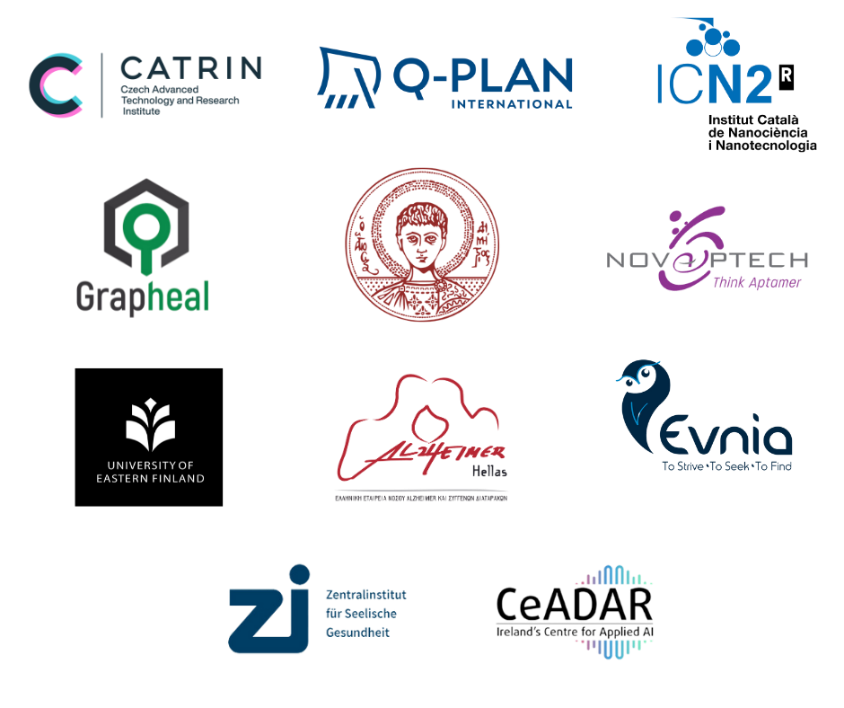 CATRIN
Czech Advanced
Technology and Research
Institute
Q-PLAN
INTERNATIONAL
ICN2R
Institut Català
de Nanociència
i Nanotecnologia
Grapheal
NOVAPTECH
Think Aptamer
UNIVERSITY OF
EASTERN FINLAND
ALZHEIMER
Hellas
ΕΛΛΗΝΙΚΗ ΕΤΑΙΡΕΙΑ ΝΟΣΟΥ ALZHEIMER ΚΑΙ ΣΥΓΓΕΝΩΝ ΔΙΑΤΑΡΑΧΩΝ
Evnia
To Strive • To Seek • To Find
zi
Zentralinstitut
für Seelische
Gesundheit
CeADAR
Ireland's Centre for Applied AI